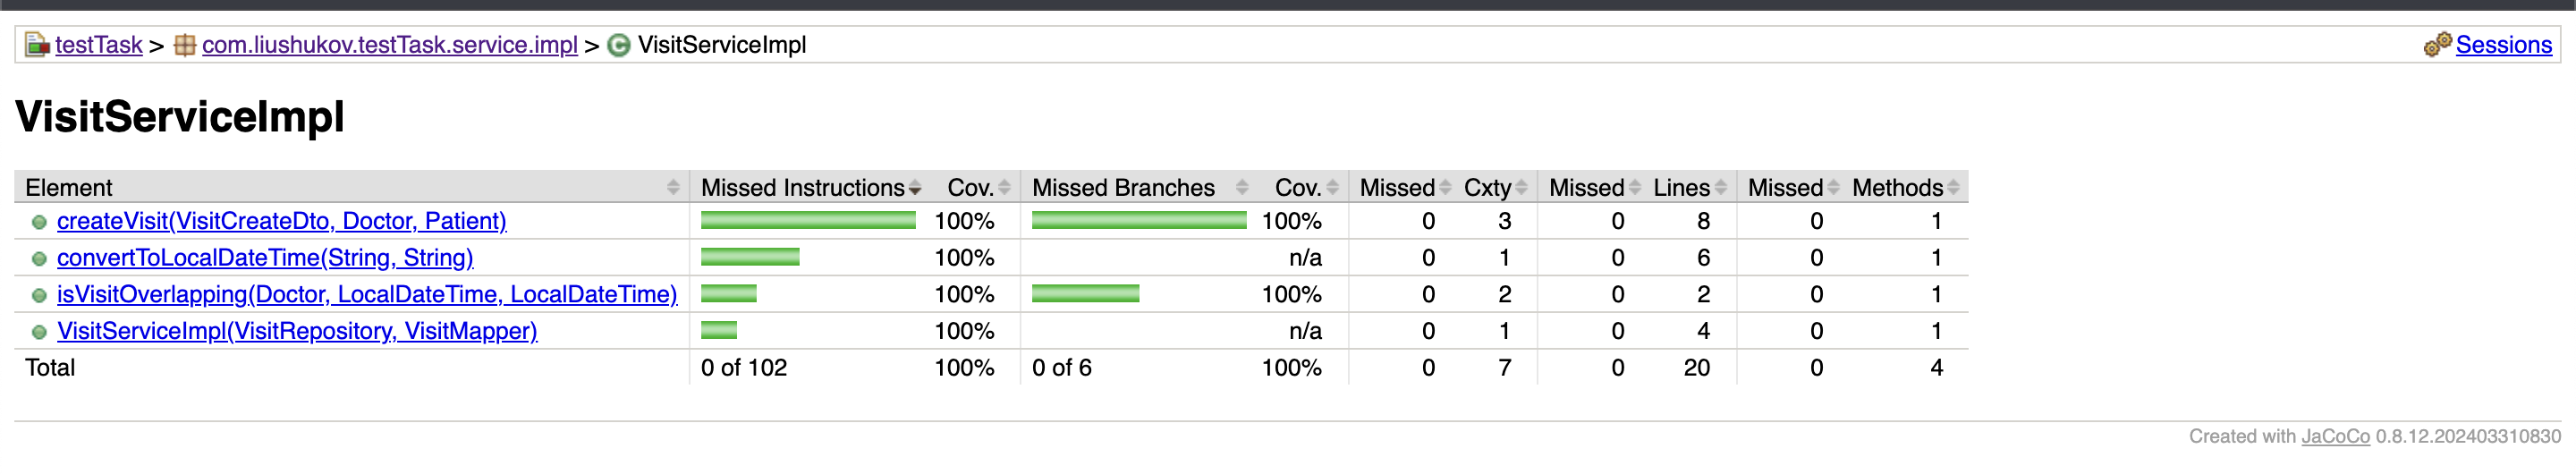 testTask > com.liushukov.testTask.service.impl > VisitServiceImpl Sessions
VisitServiceImpl
Element Missed Instructions Cov. Missed Branches Cov. Missed Cxty Missed Lines Missed Methods
createVisit(VisitCreateDto, Doctor, Patient) 100% 100% 0 3 0 8 0 1
convertToLocalDateTime(String, String) 100% n/a 0 1 0 6 0 1
isVisitOverlapping(Doctor, LocalDateTime, LocalDateTime) 100% 100% 0 2 0 2 0 1
VisitServiceImpl(VisitRepository, VisitMapper) 100% n/a 0 1 0 4 0 1
Total 0 of 102 100% 0 of 6 100% 0 7 0 20 0 4
Created with JaCoCo 0.8.12.202403310830